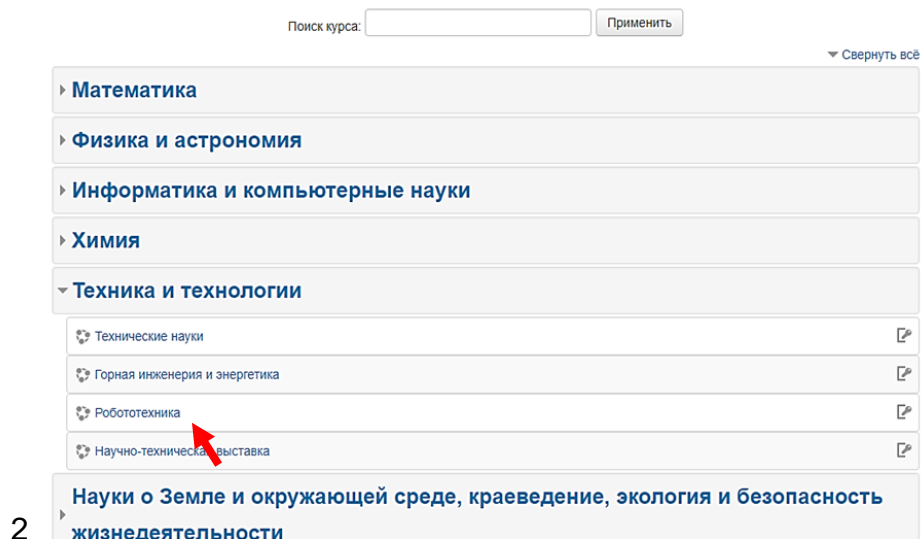 Поиск курса: Применить
Свернуть всё
Математика
Физика и астрономия
Информатика и компьютерные науки
Химия
Техника и технологии
Технические науки
Горная инженерия и энергетика
Робототехника
Научно-техническая выставка
Науки о Земле и окружающей среде, краеведение, экология и безопасность
жизнедеятельности
2